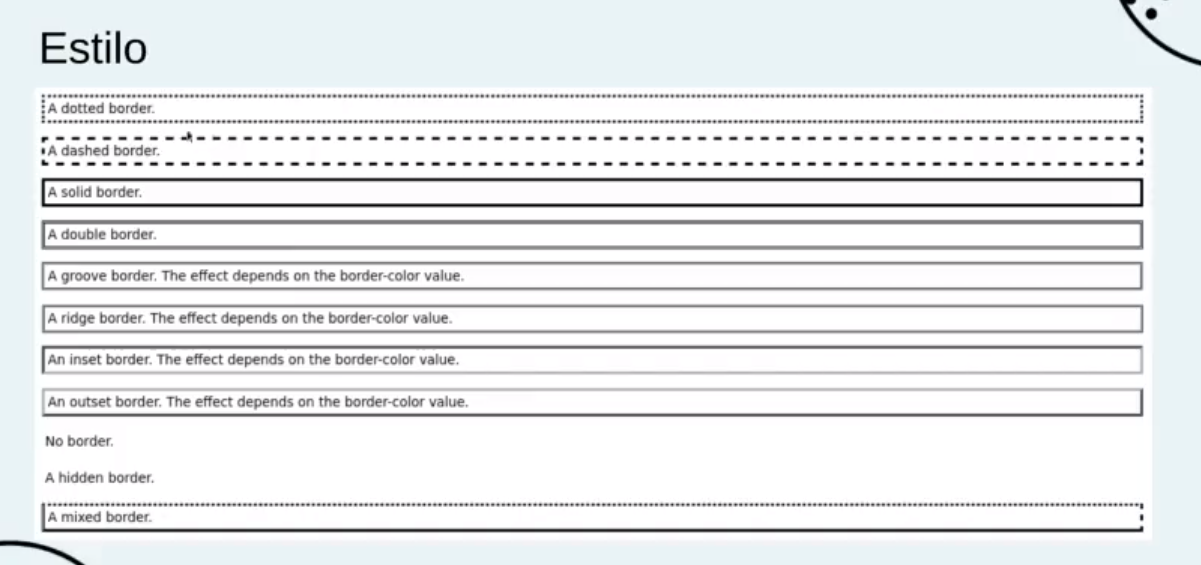 Estilo
A dotted border.
A dashed border.
A solid border.
A double border.
A groove border. The effect depends on the border-color value.
A ridge border. The effect depends on the border-color value.
An inset border. The effect depends on the border-color value.
An outset border. The effect depends on the border-color value.
No border.
A hidden border.
A mixed border.